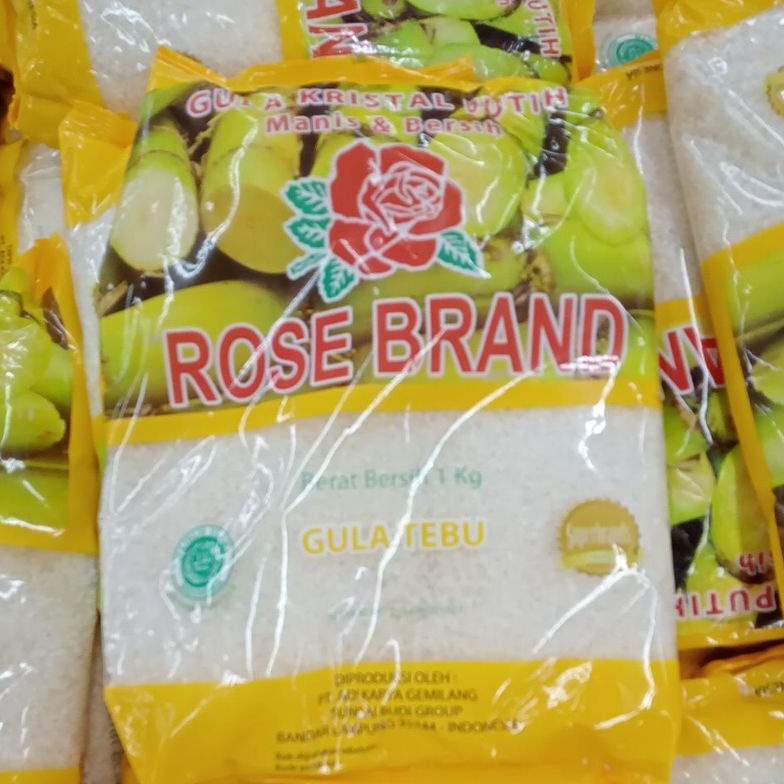 GULA KRISTAL PUTIH
Manis & Bersih
ROSE BRAND
Berat Bersih 1 Kg
GULA TEBU
DIPRODUKSI OLEH :
PT ADI KARYA GEMILANG
SUNGAI BUDI GROUP
BANDAR LAMPUNG - INDONESIA
PUTIH